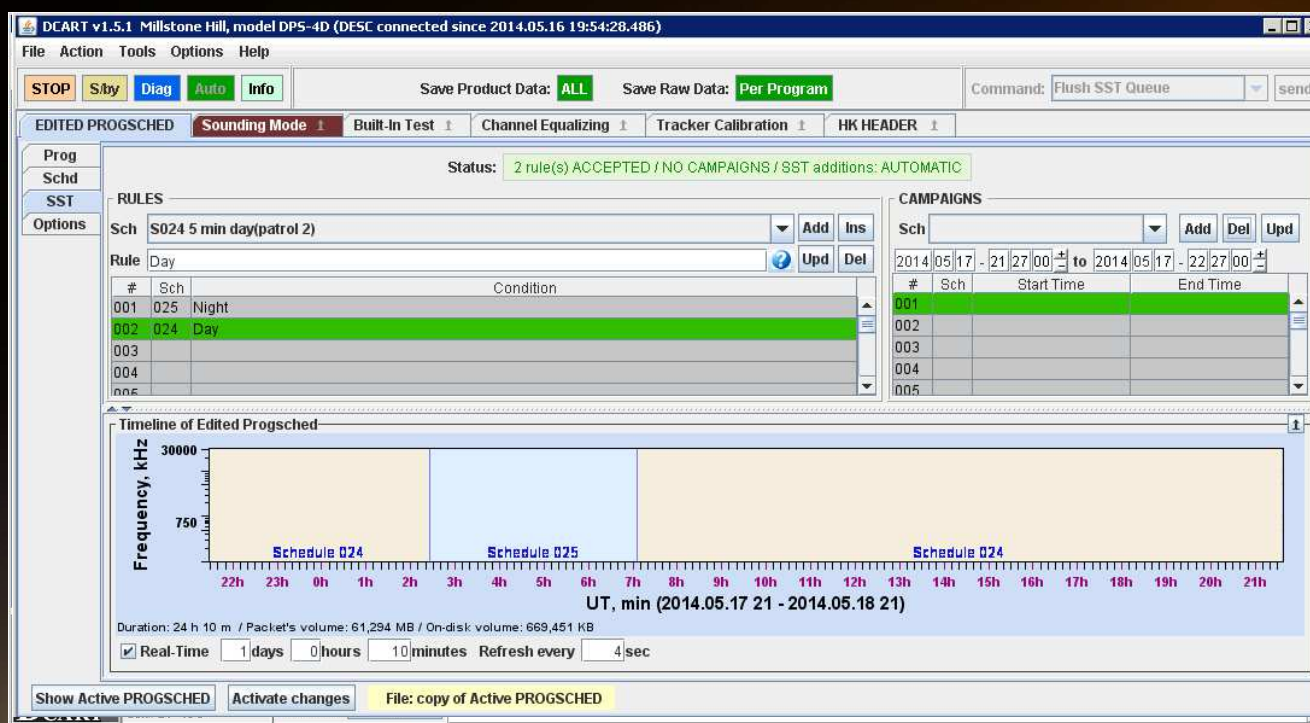 DCART v1.5.1 Millstone Hill, model DPS-4D (DESC connected since 2014.05.16 19:54:28.486)
File Action Tools Options Help
STOP S/by Diag Auto Info Save Product Data: ALL Save Raw Data: Per Program Command: Flush SST Queue send
EDITED PROGSCHED Sounding Mode Built-In Test Channel Equalizing Tracker Calibration HK HEADER
Prog
Schd
SST
Options
Status: 2 rule(s) ACCEPTED / NO CAMPAIGNS / SST additions: AUTOMATIC
RULES
Sch S024 5 min day(patrol 2) Add Ins
Rule Day ? Upd Del
# Sch Condition
001 025 Night
002 024 Day
003
004
005
CAMPAIGNS
Sch Add Del Upd
2014 05 17 - 21 27 00 to 2014 05 17 - 22 27 00
# Sch Start Time End Time
001
002
003
004
005
Timeline of Edited Progsched
Frequency, kHz
30000
750
Schedule 024 Schedule 025 Schedule 024
22h 23h 0h 1h 2h 3h 4h 5h 6h 7h 8h 9h 10h 11h 12h 13h 14h 15h 16h 17h 18h 19h 20h 21h
UT, min (2014.05.17 21 - 2014.05.18 21)
Duration: 24 h 10 m / Packet's volume: 61,294 MB / On-disk volume: 669,451 KB
Real-Time 1 days 0 hours 10 minutes Refresh every 4 sec
Show Active PROGSCHED Activate changes File: copy of Active PROGSCHED
DCART